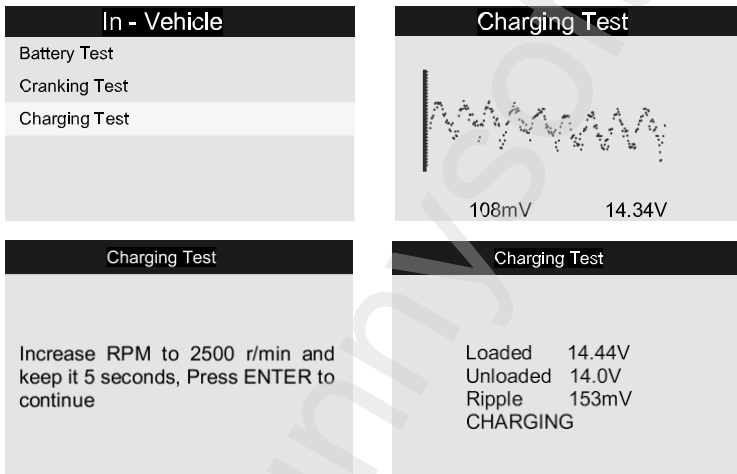 In - Vehicle
Battery Test
Cranking Test
Charging Test
Charging Test
108mV 14.34V
Charging Test
Increase RPM to 2500 r/min and
keep it 5 seconds, Press ENTER to
continue
Charging Test
Loaded 14.44V
Unloaded 14.0V
Ripple 153mV
CHARGING